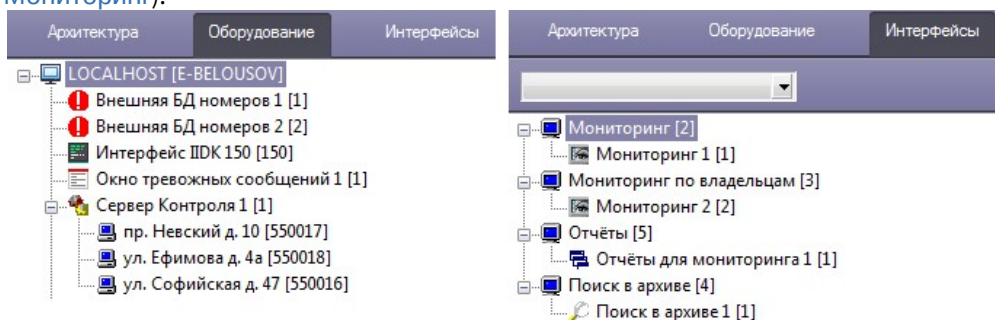 Мониторинг).
Архитектура Оборудование Интерфейсы
LOCALHOST [E-BELOUSOV]
Внешняя БД номеров 1 [1]
Внешняя БД номеров 2 [2]
Интерфейс IIDK 150 [150]
Окно тревожных сообщений 1 [1]
Сервер Контроля 1 [1]
пр. Невский д. 10 [550017]
ул. Ефимова д. 4а [550018]
ул. Софийская д. 47 [550016]
Архитектура Оборудование Интерфейсы
Мониторинг [2]
Мониторинг 1 [1]
Мониторинг по владельцам [3]
Мониторинг 2 [2]
Отчёты [5]
Отчёты для мониторинга 1 [1]
Поиск в архиве [4]
Поиск в архиве 1 [1]